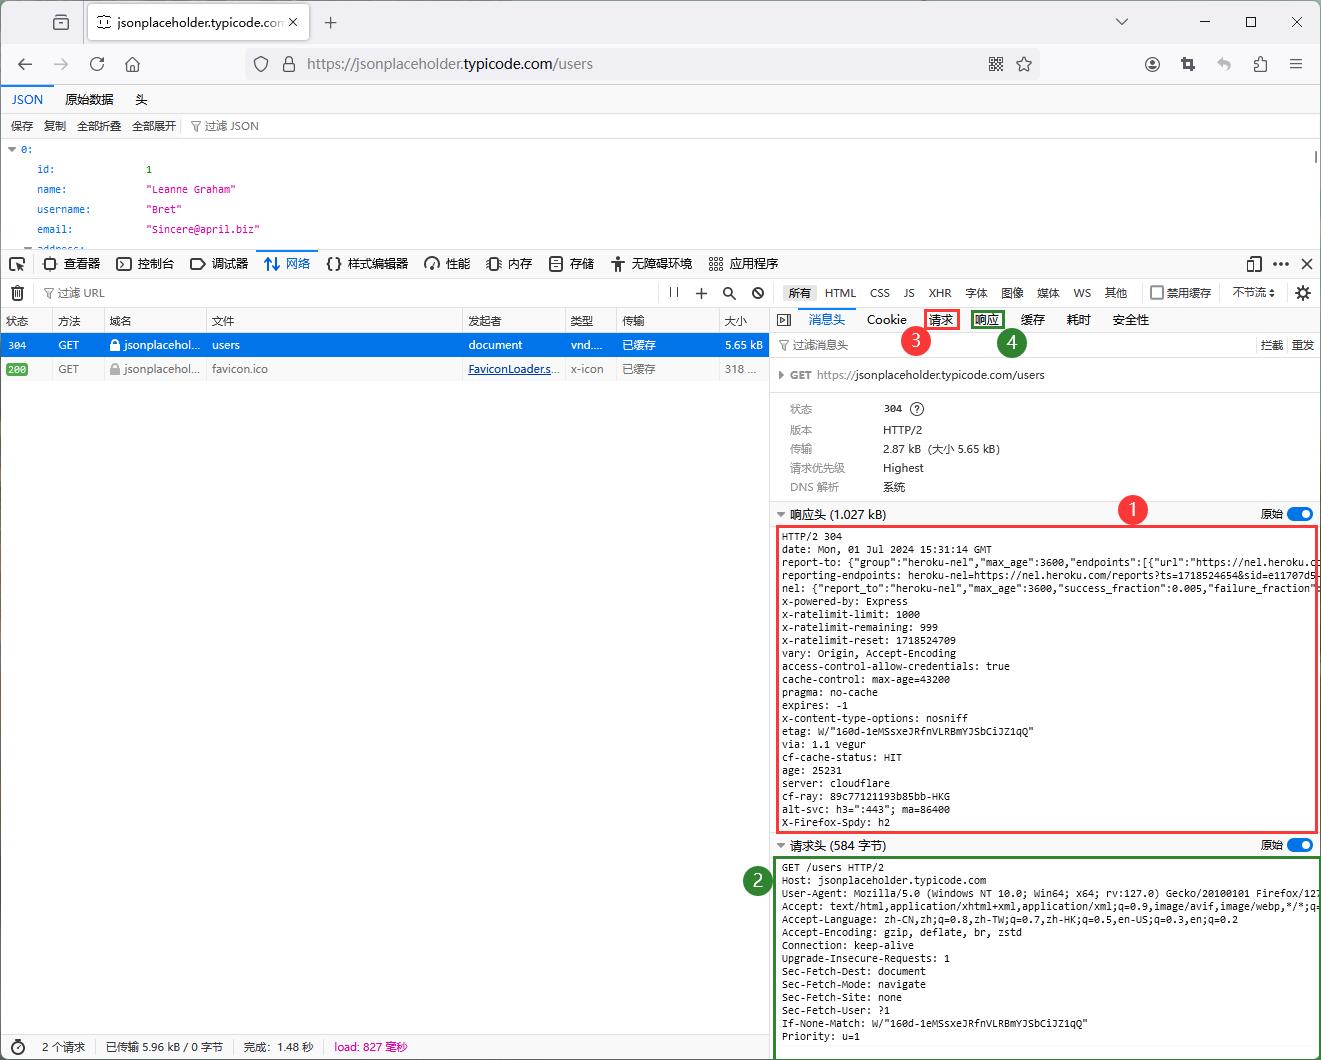 jsonplaceholder.typicode.con
https://jsonplaceholder.typicode.com/users
JSON 原始数据 头
保存 复制 全部折叠 全部展开 过滤 JSON
0:
id: 1
name: "Leanne Graham"
username: "Bret"
email: "Sincere@april.biz"
address:
查看器 控制台 调试器 网络 样式编辑器 性能 内存 存储 无障碍环境 应用程序
过滤 URL
所有 HTML CSS JS XHR 字体 图像 媒体 WS 其他 禁用缓存 不节流
状态 方法 域名 文件 发起者 类型 传输 大小
304 GET jsonplacehol... users document vnd.... 已缓存 5.65 kB
200 GET jsonplacehol... favicon.ico FaviconLoader.s... x-icon 已缓存 318 ...
消息头 Cookie 请求 响应 缓存 耗时 安全性
3 4
过滤消息头 拦截 重发
GET https://jsonplaceholder.typicode.com/users
状态 304 ?
版本 HTTP/2
传输 2.87 kB (大小 5.65 kB)
请求优先级 Highest
DNS 解析 系统
1
响应头 (1.027 kB) 原始
HTTP/2 304
date: Mon, 01 Jul 2024 15:31:14 GMT
report-to: {"group":"heroku-nel","max_age":3600,"endpoints":[{"url":"https://nel.heroku.co
reporting-endpoints: heroku-nel=https://nel.heroku.com/reports?ts=1718524654&sid=e11707d5-
nel: {"report_to":"heroku-nel","max_age":3600,"success_fraction":0.005,"failure_fraction"
x-powered-by: Express
x-ratelimit-limit: 1000
x-ratelimit-remaining: 999
x-ratelimit-reset: 1718524709
vary: Origin, Accept-Encoding
access-control-allow-credentials: true
cache-control: max-age=43200
pragma: no-cache
expires: -1
x-content-type-options: nosniff
etag: W/"160d-1eMSsxeJRfnVLRBmYJSbCiJZ1qQ"
via: 1.1 vegur
cf-cache-status: HIT
age: 25231
server: cloudflare
cf-ray: 89c77121193b85bb-HKG
alt-svc: h3=":443"; ma=86400
X-Firefox-Spdy: h2
请求头 (584 字节) 原始
2
GET /users HTTP/2
Host: jsonplaceholder.typicode.com
User-Agent: Mozilla/5.0 (Windows NT 10.0; Win64; x64; rv:127.0) Gecko/20100101 Firefox/127
Accept: text/html,application/xhtml+xml,application/xml;q=0.9,image/avif,image/webp,*/*;q=
Accept-Language: zh-CN,zh;q=0.8,zh-TW;q=0.7,zh-HK;q=0.5,en-US;q=0.3,en;q=0.2
Accept-Encoding: gzip, deflate, br, zstd
Connection: keep-alive
Upgrade-Insecure-Requests: 1
Sec-Fetch-Dest: document
Sec-Fetch-Mode: navigate
Sec-Fetch-Site: none
Sec-Fetch-User: ?1
If-None-Match: W/"160d-1eMSsxeJRfnVLRBmYJSbCiJZ1qQ"
Priority: u=1
2 个请求 已传输 5.96 kB / 0 字节 完成：1.48 秒 load: 827 毫秒